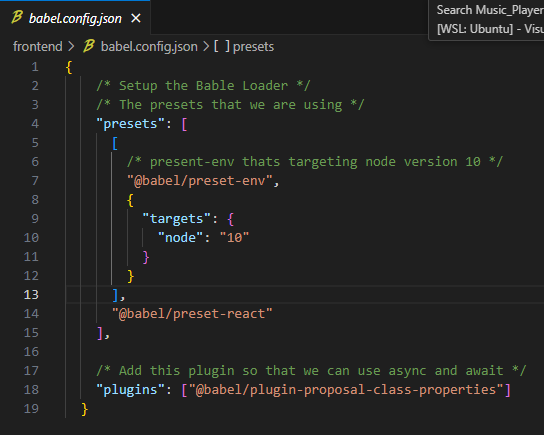 babel.config.json
Search Music_Player
[WSL: Ubuntu] - Visu
frontend > babel.config.json > [ ] presets
1 {
2 /* Setup the Bable Loader */
3 /* The presets that we are using */
4 "presets": [
5 [
6 /* present-env thats targeting node version 10 */
7 "@babel/preset-env",
8 {
9 "targets": {
10 "node": "10"
11 }
12 }
13 ],
14 "@babel/preset-react"
15 ],
16
17 /* Add this plugin so that we can use async and await */
18 "plugins": ["@babel/plugin-proposal-class-properties"]
19 }